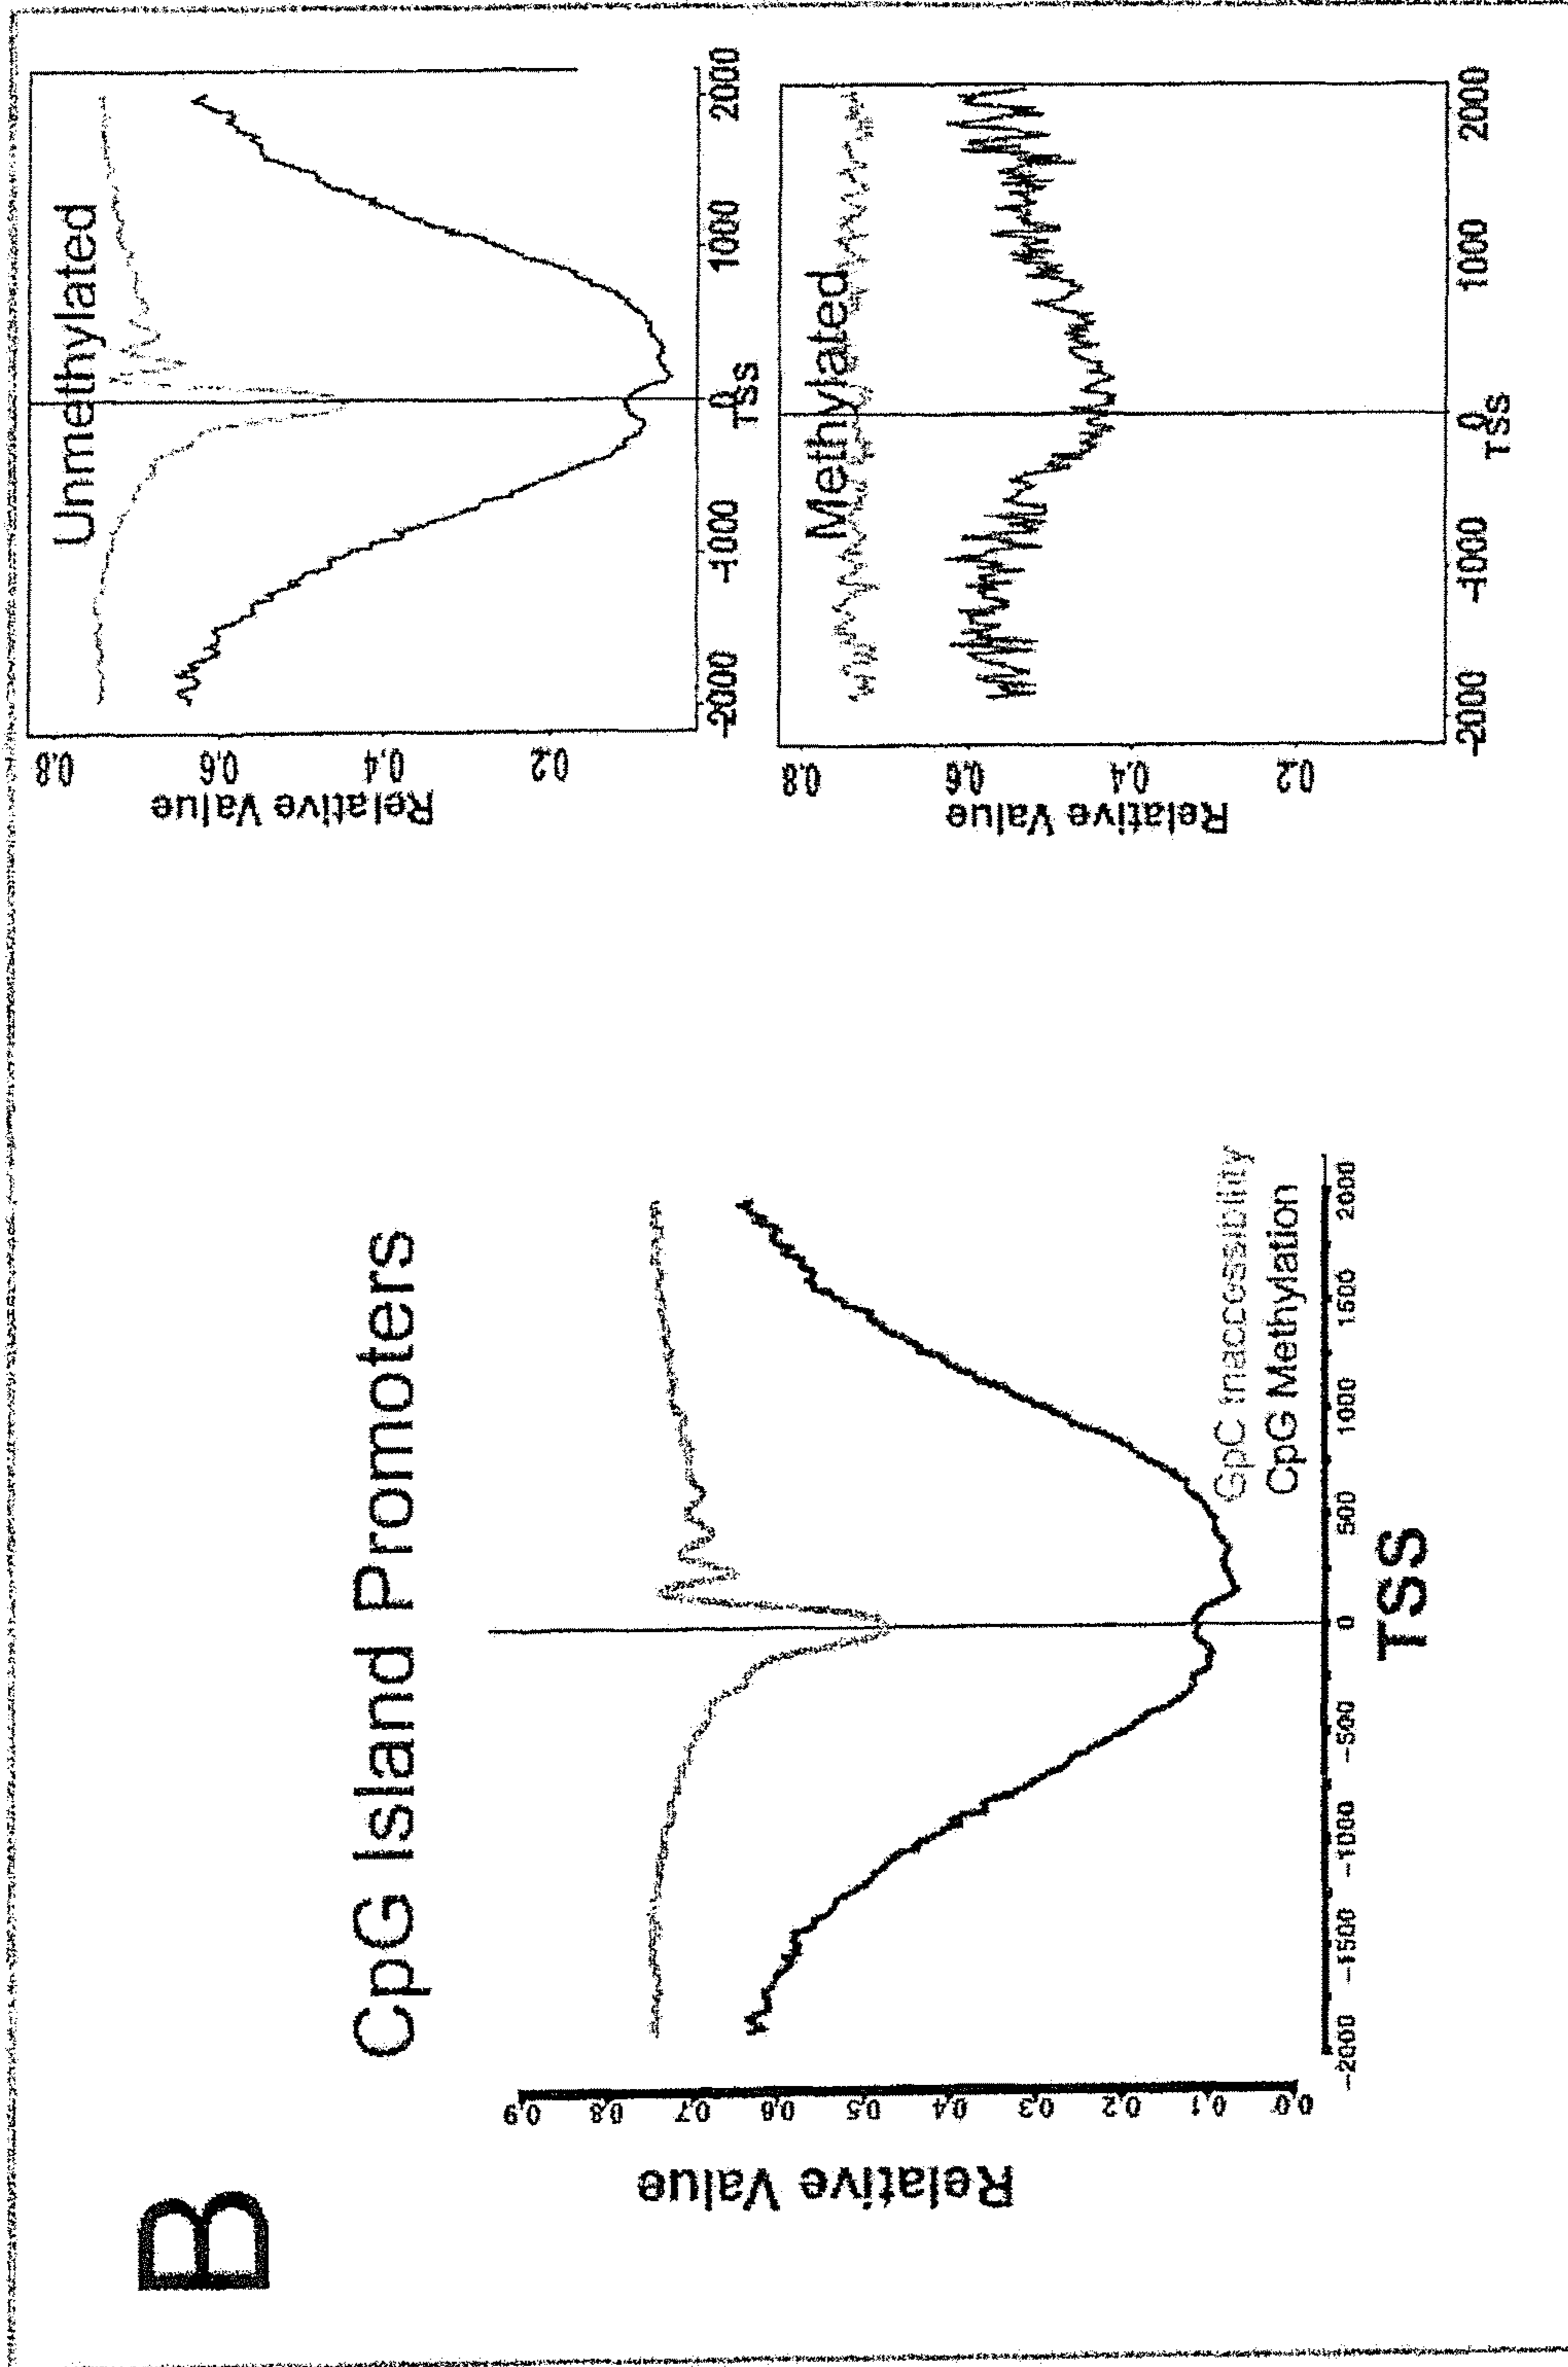 B
CpG Island Promoters
Relative Value
0.9
0.8
0.7
0.6
0.5
0.4
0.3
0.2
0.1
0.0
GpC Inaccessibility
CpG Methylation
-2000 -1500 -1000 -500 0 500 1000 1500 2000
TSS
Unmethylated
Relative Value
0.8
0.6
0.4
0.2
-2000 -1000 0 1000 2000
TSS
Methylated
Relative Value
0.8
0.6
0.4
0.2
-2000 -1000 0 1000 2000
TSS